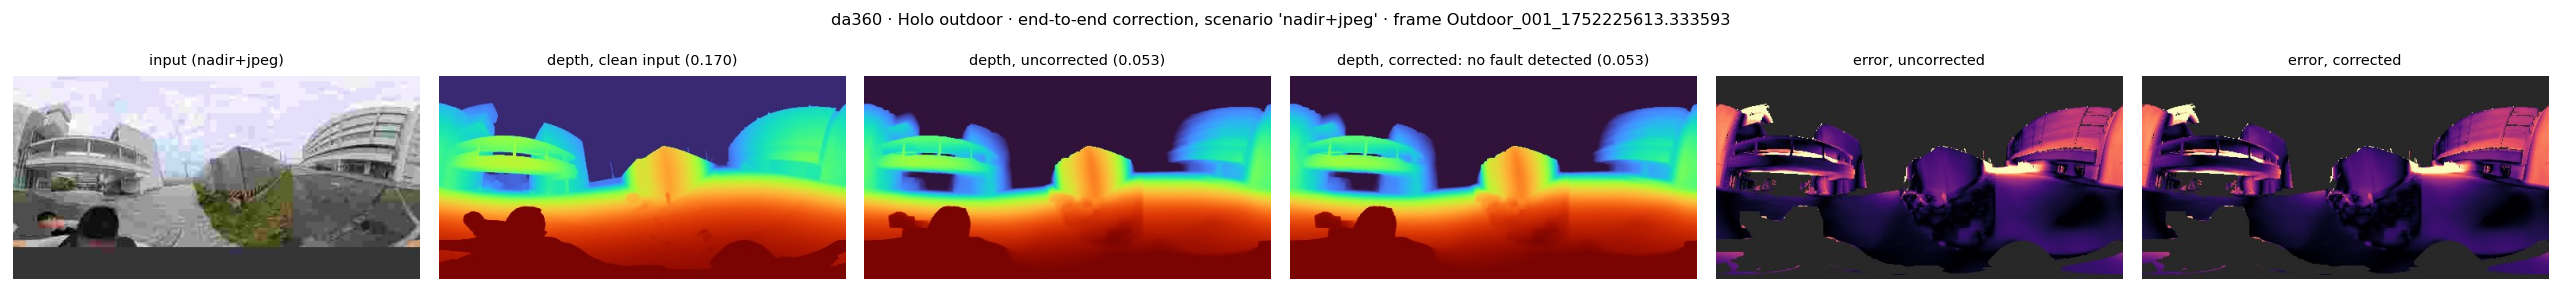 da360 · Holo outdoor · end-to-end correction, scenario 'nadir+jpeg' · frame Outdoor_001_1752225613.333593
input (nadir+jpeg)
depth, clean input (0.170)
depth, uncorrected (0.053)
depth, corrected: no fault detected (0.053)
error, uncorrected
error, corrected